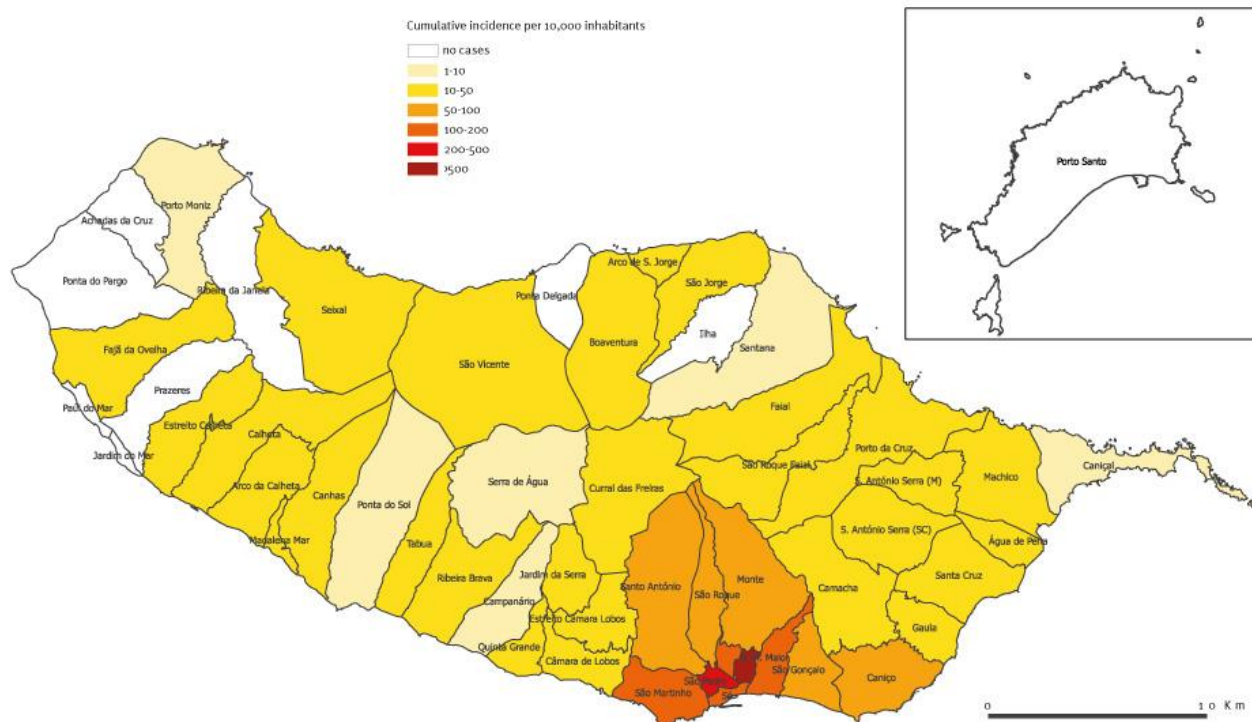 Cumulative incidence per 10,000 inhabitants
no cases
1-10
10-50
50-100
100-200
200-500
>500
Porto Santo
Porto Moniz
Achadas da Cruz
Ponta do Pargo
Ribeira da Janela
Seixal
Ponta Delgada
Arco de S. Jorge
São Jorge
Ilha
Santana
Boaventura
São Vicente
Fajã da Ovelha
Prazeres
Paul do Mar
Jardim do Mar
Estreito Calheta
Calheta
Arco da Calheta
Magdalena Mar
Canhas
Ponta do Sol
Tabua
Serra de Água
Ribeira Brava
Campanário
Quinta Grande
Jardim da Serra
Estreito Câmara Lobos
Câmara de Lobos
Curral das Freiras
Faial
São Roque Faial
Porto da Cruz
S. António Serra (M)
S. António Serra (SC)
Machico
Caniçal
Água de Pena
Santa Cruz
Gaula
Camacha
Caniço
Santo António
São Roque
Monte
Maior
São Gonçalo
São Martinho
Sé
0 10 Km